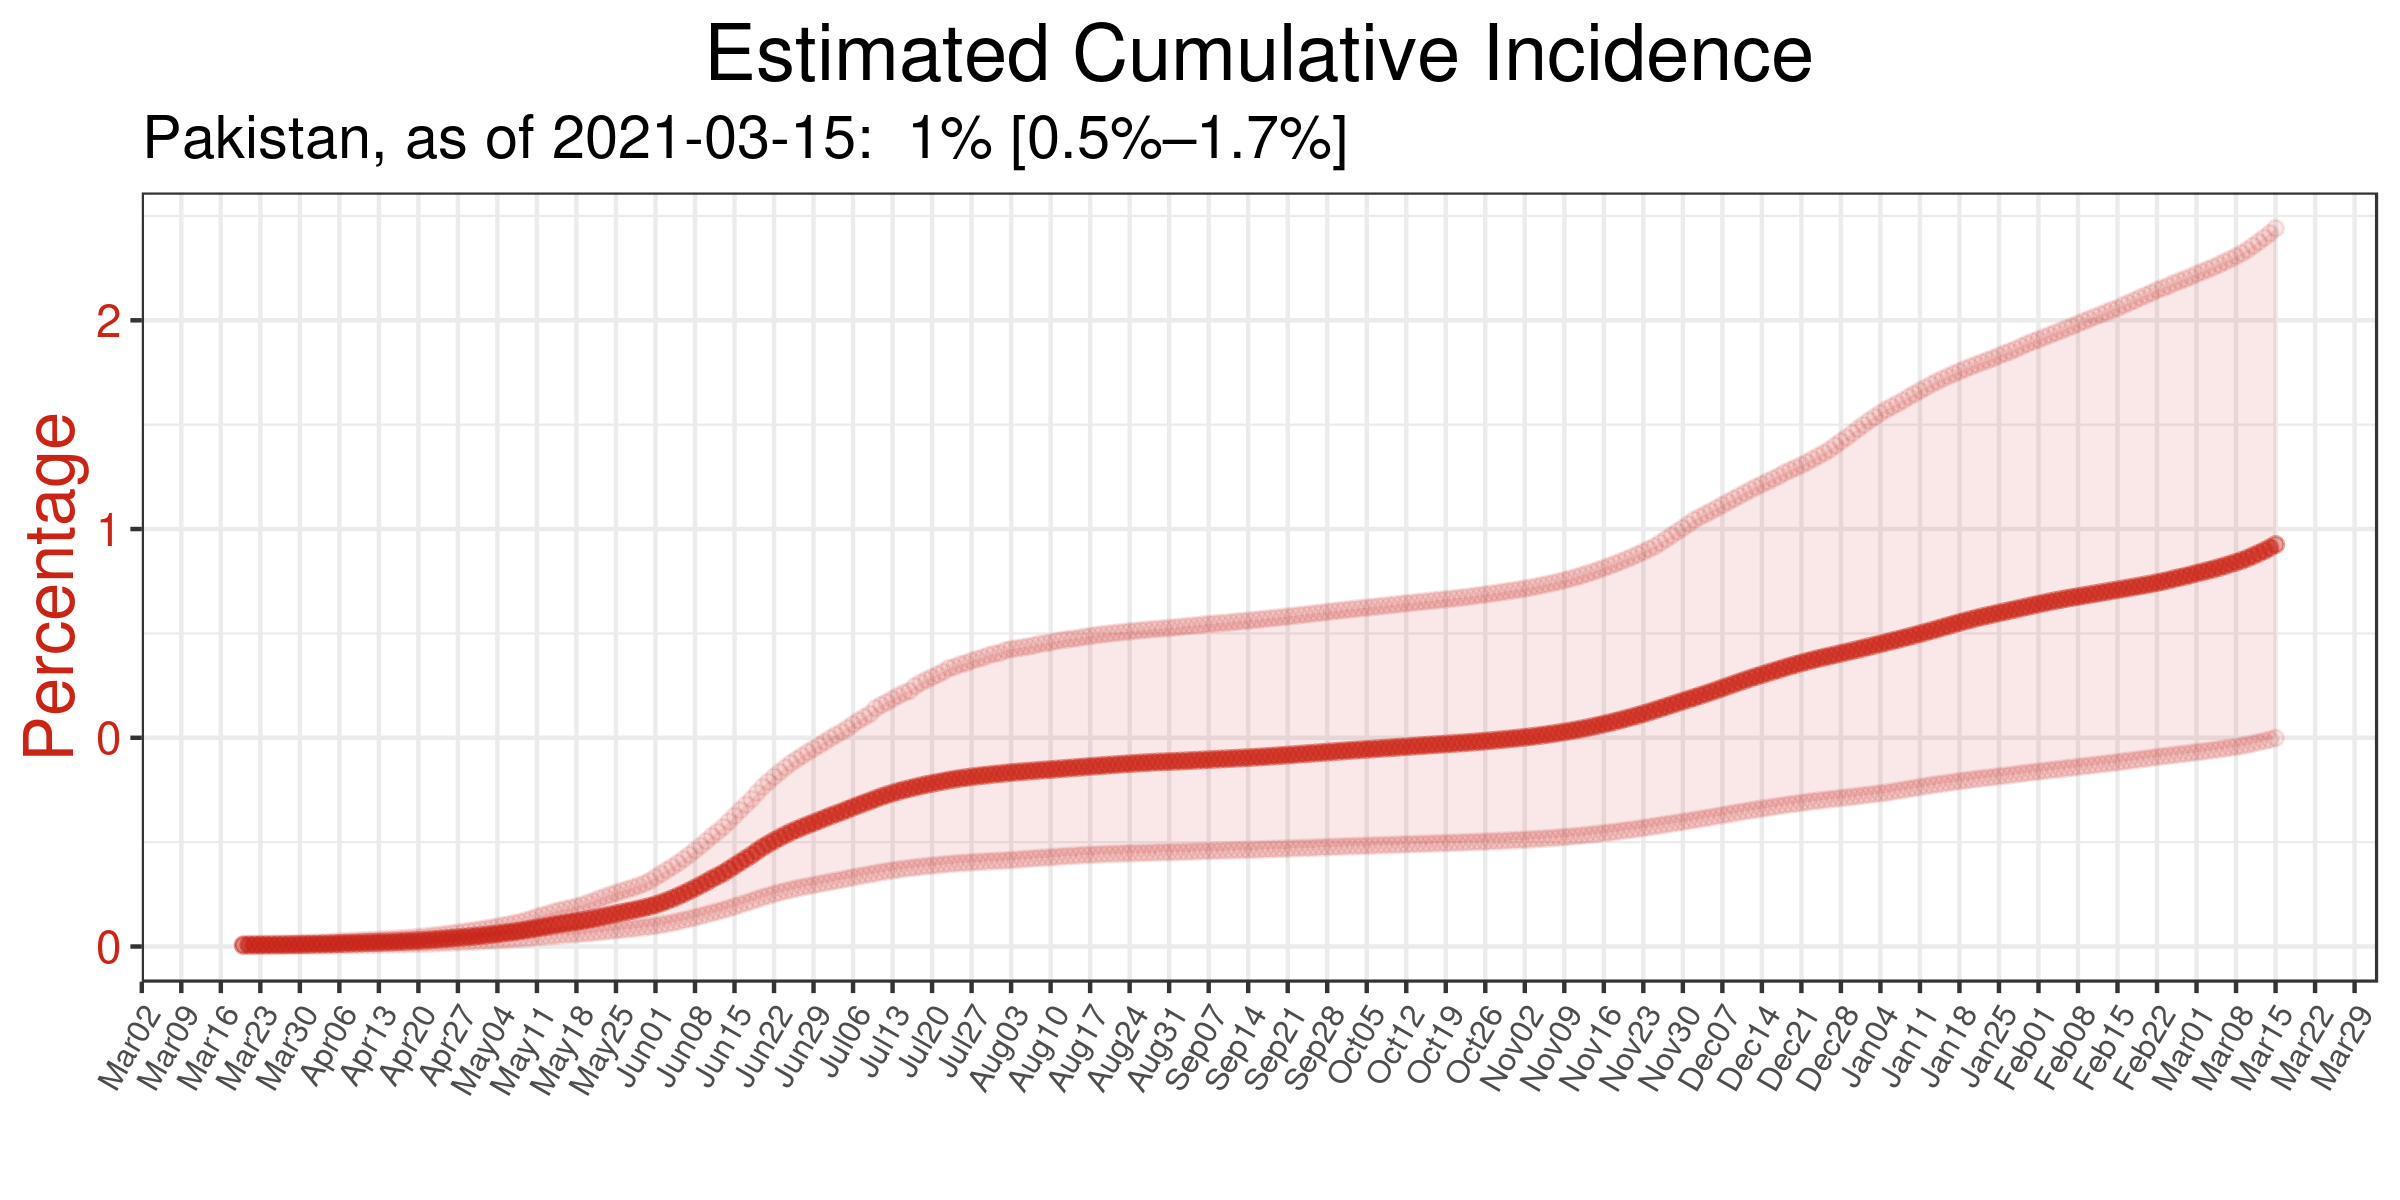 Estimated Cumulative Incidence
Pakistan, as of 2021-03-15:  1% [0.5%–1.7%]
Percentage
2
1
0
0
Mar02
Mar09
Mar16
Mar23
Mar30
Apr06
Apr13
Apr20
Apr27
May04
May11
May18
May25
Jun01
Jun08
Jun15
Jun22
Jun29
Jul06
Jul13
Jul20
Jul27
Aug03
Aug10
Aug17
Aug24
Aug31
Sep07
Sep14
Sep21
Sep28
Oct05
Oct12
Oct19
Oct26
Nov02
Nov09
Nov16
Nov23
Nov30
Dec07
Dec14
Dec21
Dec28
Jan04
Jan11
Jan18
Jan25
Feb01
Feb08
Feb15
Feb22
Mar01
Mar08
Mar15
Mar22
Mar29